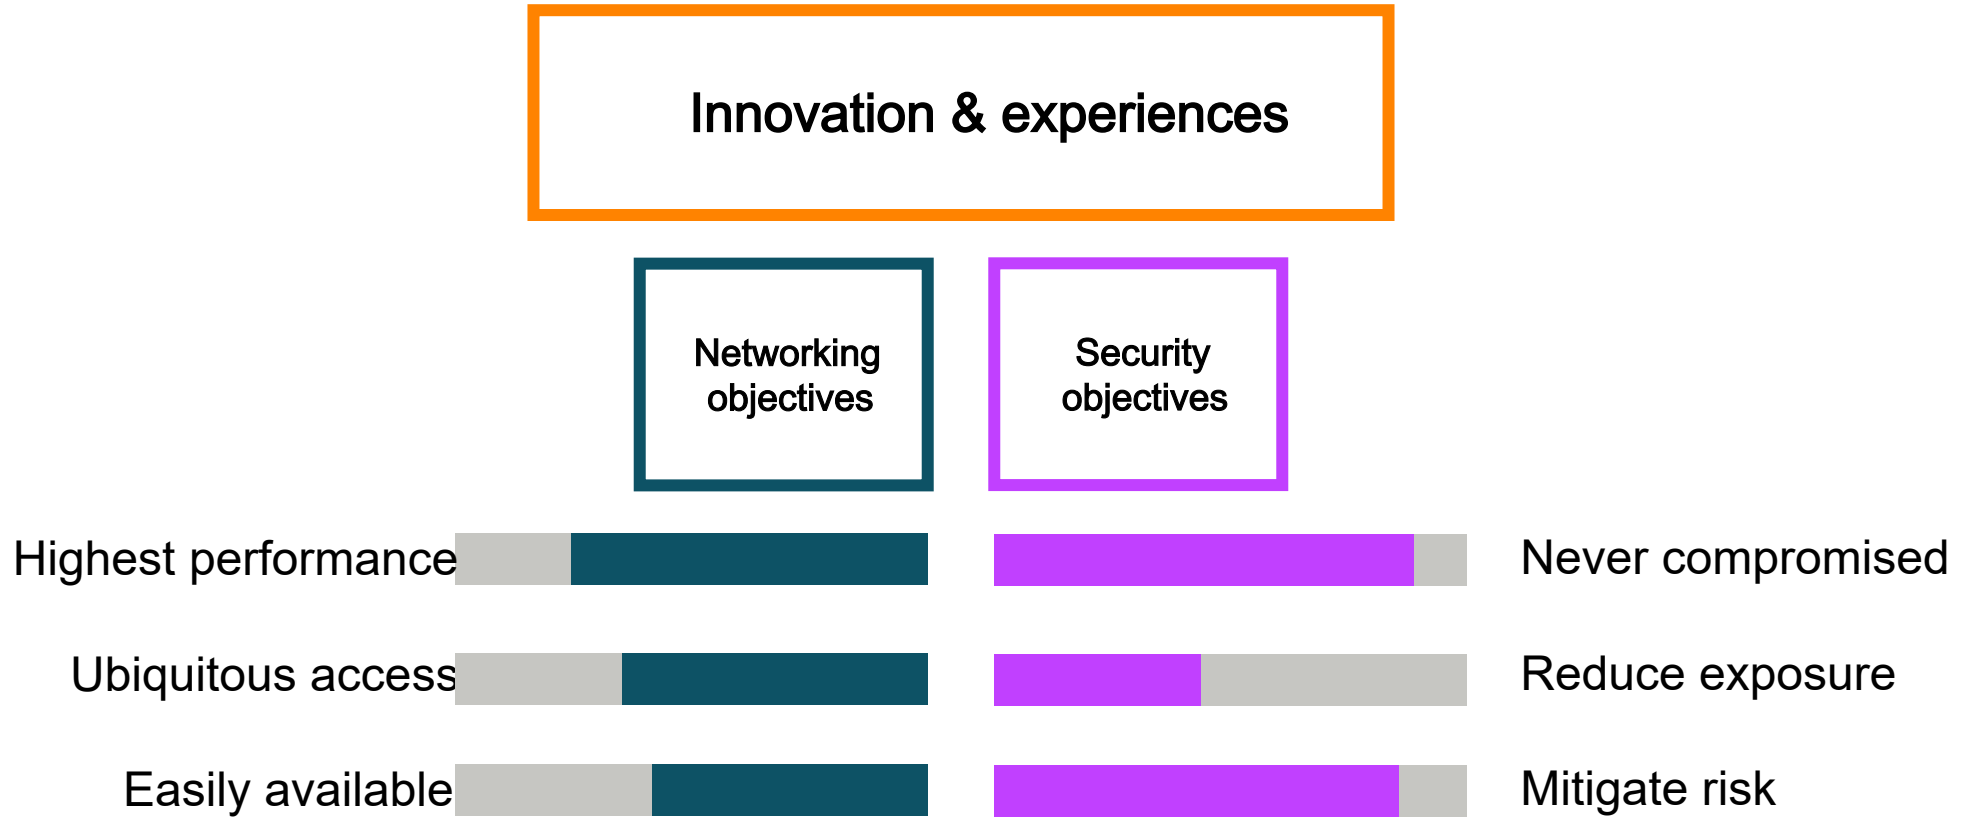 Innovation & experiences
Networking
objectives
Security
objectives
Highest performance
Never compromised
Ubiquitous access
Reduce exposure
Easily available
Mitigate risk